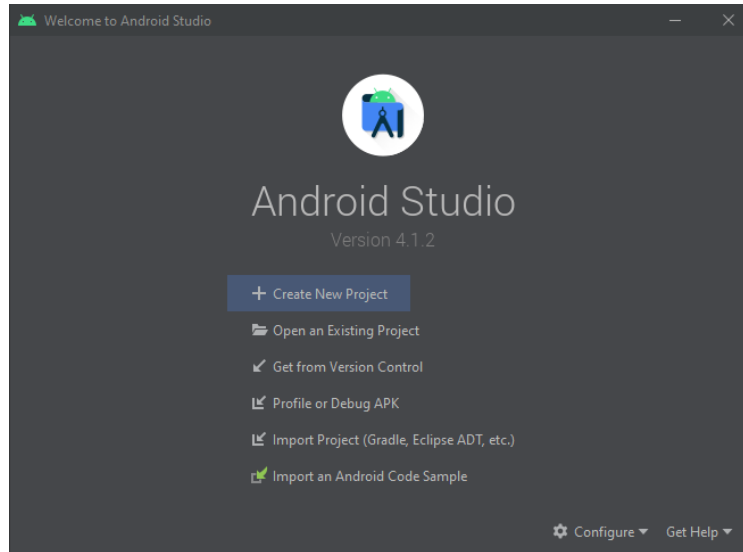 Welcome to Android Studio
Android Studio
Version 4.1.2
Create New Project
Open an Existing Project
Get from Version Control
Profile or Debug APK
Import Project (Gradle, Eclipse ADT, etc.)
Import an Android Code Sample
Configure Get Help